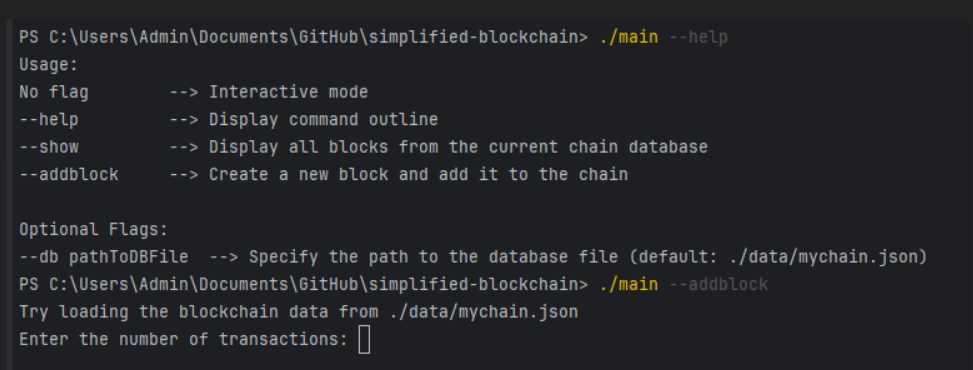 PS C:\Users\Admin\Documents\GitHub\simplified-blockchain> ./main --help
Usage:
No flag        --> Interactive mode
--help         --> Display command outline
--show         --> Display all blocks from the current chain database
--addblock     --> Create a new block and add it to the chain
Optional Flags:
--db pathToDBFile  --> Specify the path to the database file (default: ./data/mychain.json)
PS C:\Users\Admin\Documents\GitHub\simplified-blockchain> ./main --addblock
Try loading the blockchain data from ./data/mychain.json
Enter the number of transactions: